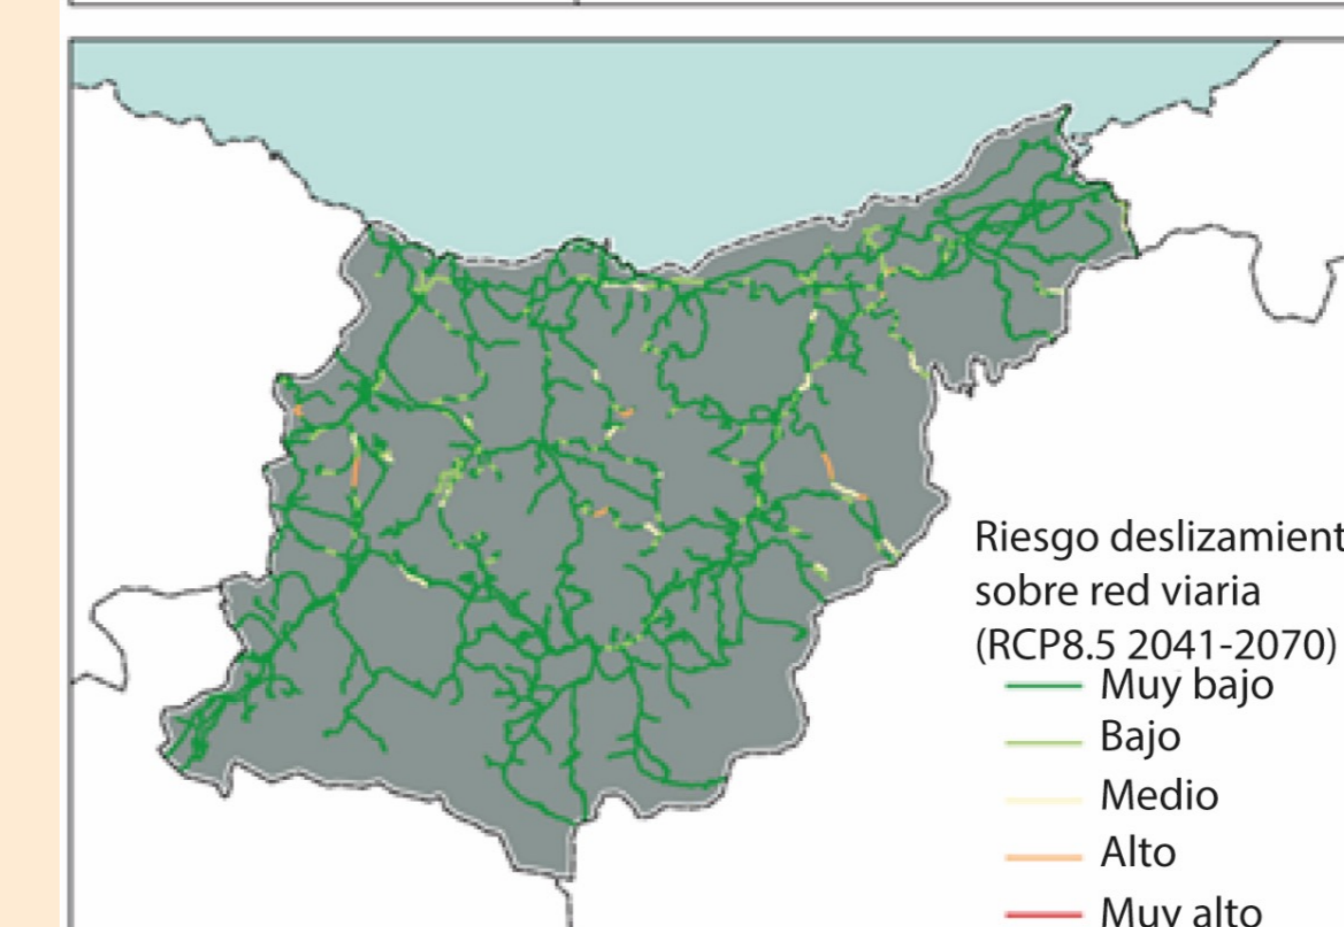 Riesgo deslizamient
sobre red viaria
(RCP8.5 2041-2070)
Muy bajo
Bajo
Medio
Alto
Muy alto